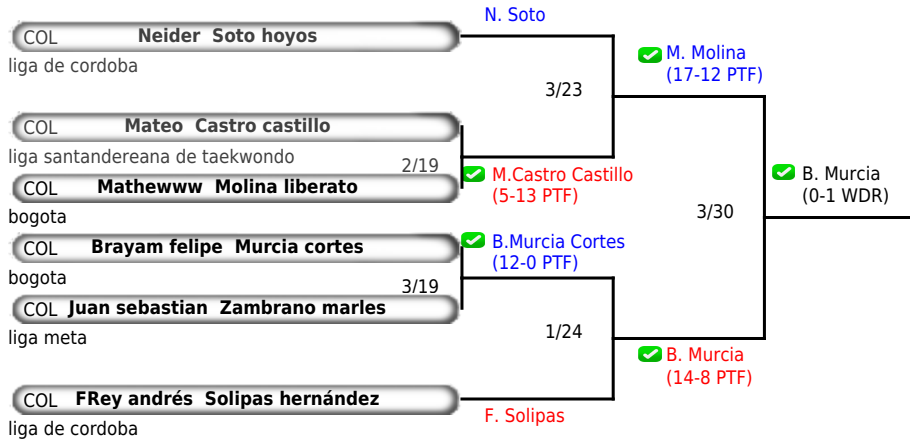 N. Soto
COL Neider Soto hoyos
liga de cordoba
M. Molina
(17-12 PTF)
3/23
COL Mateo Castro castillo
liga santandereana de taekwondo
2/19
COL Mathewww Molina liberato
bogota
M.Castro Castillo
(5-13 PTF)
B. Murcia
(0-1 WDR)
3/30
COL Brayam felipe Murcia cortes
bogota
B.Murcia Cortes
(12-0 PTF)
3/19
COL Juan sebastian Zambrano marles
liga meta
1/24
B. Murcia
(14-8 PTF)
COL FRey andrés Solipas hernández
liga de cordoba
F. Solipas